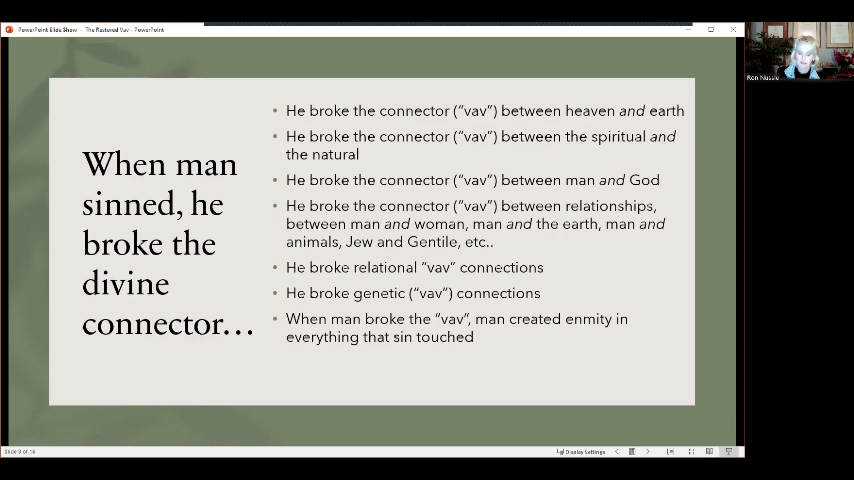 PowerPoint Slide Show - The Restored Vav - PowerPoint
When man
sinned, he
broke the
divine
connector…
• He broke the connector (“vav”) between heaven and earth
• He broke the connector (“vav”) between the spiritual and
the natural
• He broke the connector (“vav”) between man and God
• He broke the connector (“vav”) between relationships,
between man and woman, man and the earth, man and
animals, Jew and Gentile, etc..
• He broke relational “vav” connections
• He broke genetic (“vav”) connections
• When man broke the “vav”, man created enmity in
everything that sin touched
Ron Nussle
Slide 9 of 16
Display Settings